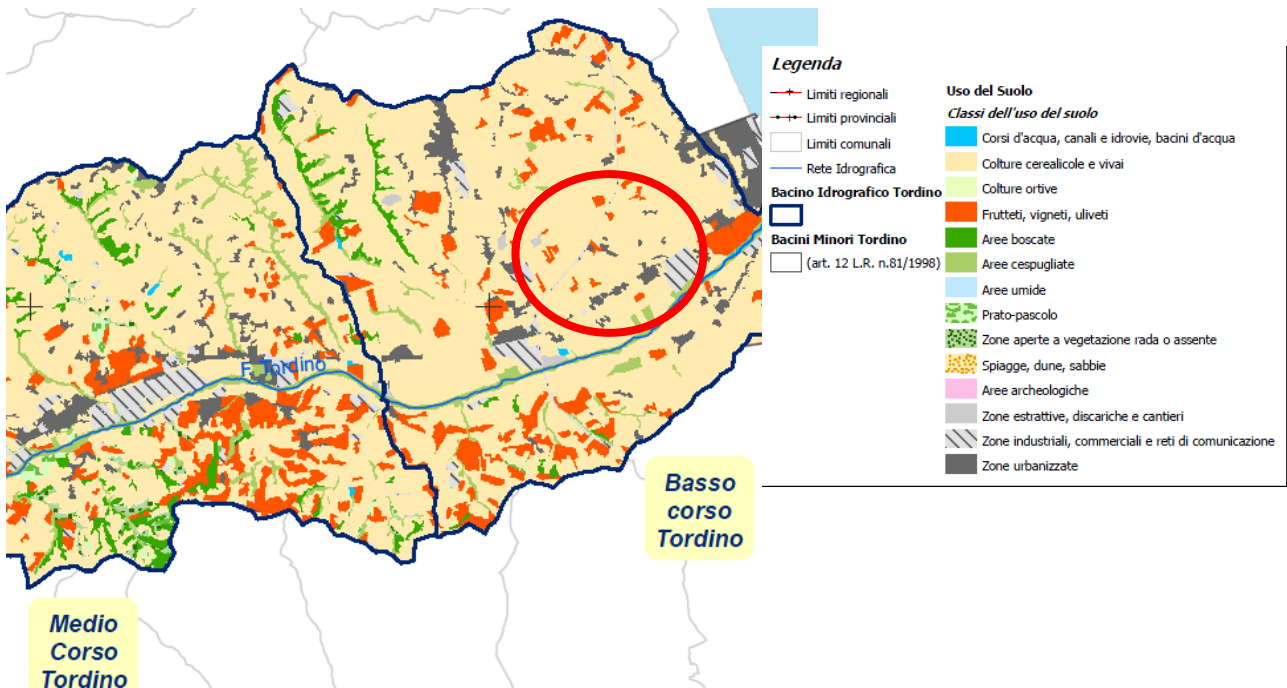 F. Tordino
Basso
corso
Tordino
Medio
Corso
Tordino
Legenda
Limiti regionali
Limiti provinciali
Limiti comunali
Rete Idrografica
Bacino Idrografico Tordino
Bacini Minori Tordino
(art. 12 L.R. n.81/1998)
Uso del Suolo
Classi dell'uso del suolo
Corsi d'acqua, canali e idrovie, bacini d'acqua
Colture cerealicole e vivai
Colture ortive
Frutteti, vigneti, uliveti
Aree boscate
Aree cespugliate
Aree umide
Prato-pascolo
Zone aperte a vegetazione rada o assente
Spiagge, dune, sabbie
Aree archeologiche
Zone estrattive, discariche e cantieri
Zone industriali, commerciali e reti di comunicazione
Zone urbanizzate